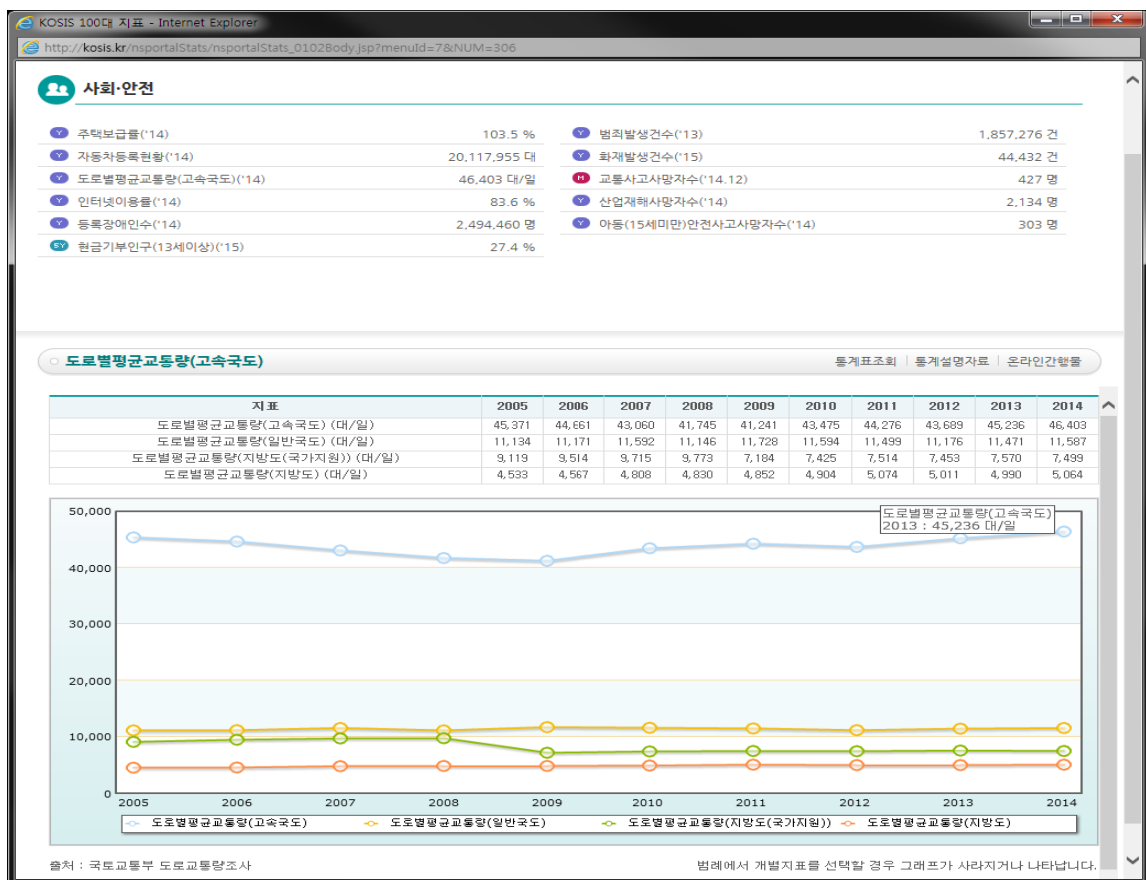 KOSIS 100대 지표 - Internet Explorer
http://kosis.kr/nsportalStats/nsportalStats_0102Body.jsp?menuId=7&NUM=306
사회·안전
Y 주택보급률('14) 103.5 % Y 범죄발생건수('13) 1,857,276 건
Y 자동차등록현황('14) 20,117,955 대 Y 화재발생건수('15) 44,432 건
Y 도로별평균교통량(고속국도)('14) 46,403 대/일 M 교통사고사망자수('14.12) 427 명
Y 인터넷이용률('14) 83.6 % Y 산업재해사망자수('14) 2,134 명
Y 등록장애인수('14) 2,494,460 명 Y 아동(15세미만)안전사고사망자수('14) 303 명
5Y 현금기부인구(13세이상)('15) 27.4 %
도로별평균교통량(고속국도) 통계표조회 통계설명자료 온라인간행물
지표 2005 2006 2007 2008 2009 2010 2011 2012 2013 2014
도로별평균교통량(고속국도) (대/일) 45,371 44,661 43,060 41,745 41,241 43,475 44,276 43,689 45,236 46,403
도로별평균교통량(일반국도) (대/일) 11,134 11,171 11,592 11,146 11,728 11,594 11,499 11,176 11,471 11,587
도로별평균교통량(지방도(국가지원)) (대/일) 9,119 9,514 9,715 9,773 7,184 7,425 7,514 7,453 7,570 7,499
도로별평균교통량(지방도) (대/일) 4,533 4,567 4,808 4,830 4,852 4,904 5,074 5,011 4,990 5,064
50,000
도로별평균교통량(고속국도)
2013 : 45,236 대/일
40,000
30,000
20,000
10,000
0
2005 2006 2007 2008 2009 2010 2011 2012 2013 2014
도로별평균교통량(고속국도) 도로별평균교통량(일반국도) 도로별평균교통량(지방도(국가지원)) 도로별평균교통량(지방도)
출처 : 국토교통부 도로교통량조사 범례에서 개별지표를 선택할 경우 그래프가 사라지거나 나타납니다.